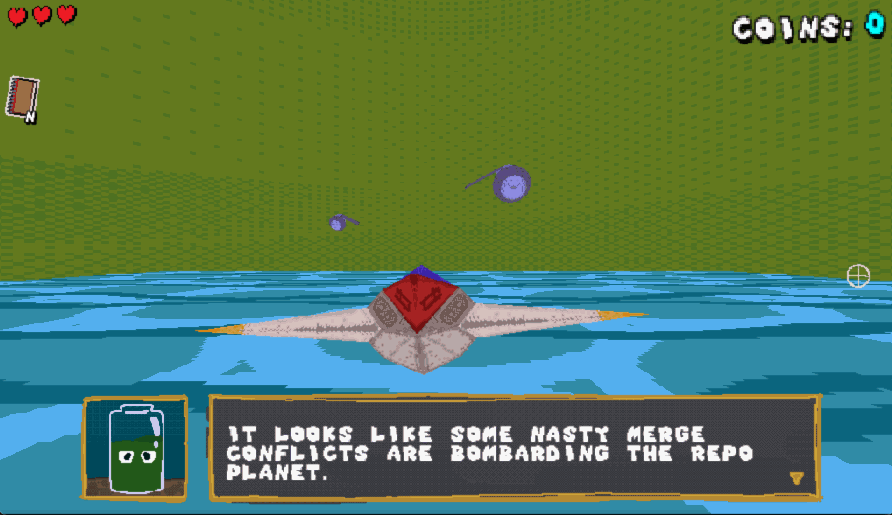 COINS: 0
N
IT LOOKS LIKE SOME NASTY MERGE
CONFLICTS ARE BOMBARDING THE REPO
PLANET.